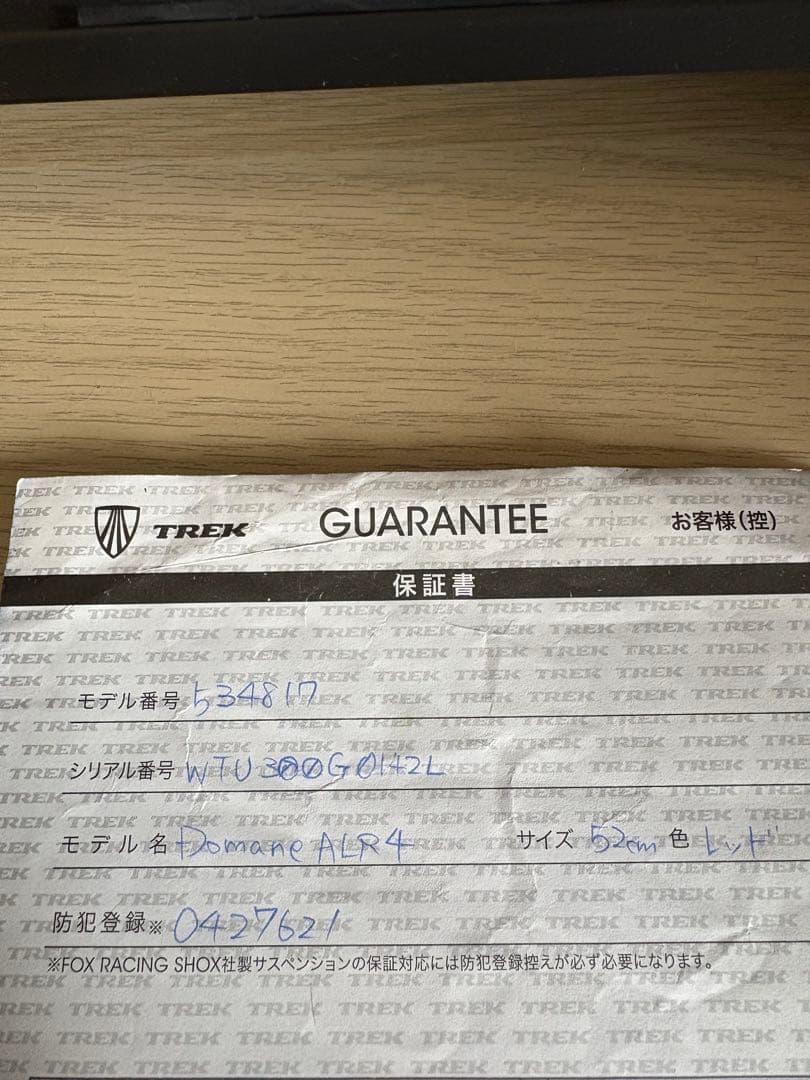 TREK GUARANTEE お客様(控)
保証書
モデル番号 534817
シリアル番号 WTU300G0142L
モデル名 Domane ALR4 サイズ 52cm 色 レッド
防犯登録※ 0427621
※FOX RACING SHOX社製サスペンションの保証対応には防犯登録控えが必ず必要になります。